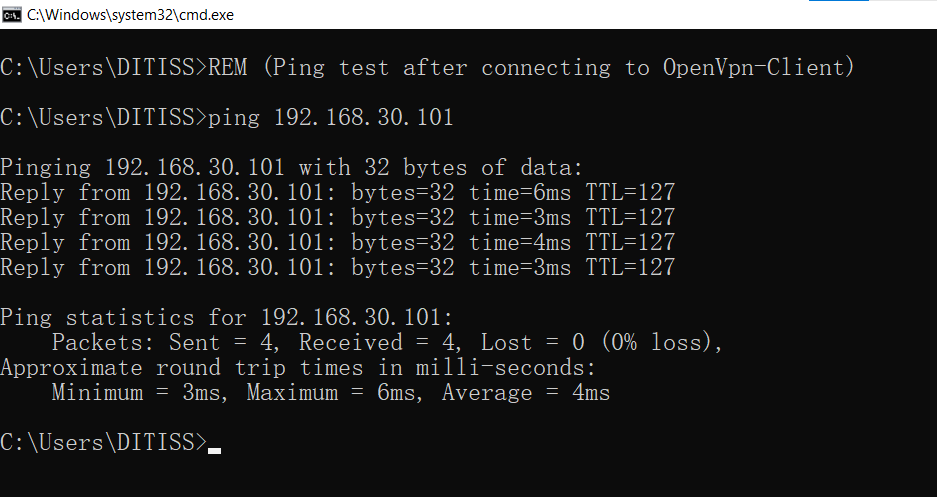 C:\Windows\system32\cmd.exe
C:\Users\DITISS>REM (Ping test after connecting to OpenVpn-Client)
C:\Users\DITISS>ping 192.168.30.101
Pinging 192.168.30.101 with 32 bytes of data:
Reply from 192.168.30.101: bytes=32 time=6ms TTL=127
Reply from 192.168.30.101: bytes=32 time=3ms TTL=127
Reply from 192.168.30.101: bytes=32 time=4ms TTL=127
Reply from 192.168.30.101: bytes=32 time=3ms TTL=127
Ping statistics for 192.168.30.101:
    Packets: Sent = 4, Received = 4, Lost = 0 (0% loss),
Approximate round trip times in milli-seconds:
    Minimum = 3ms, Maximum = 6ms, Average = 4ms
C:\Users\DITISS>